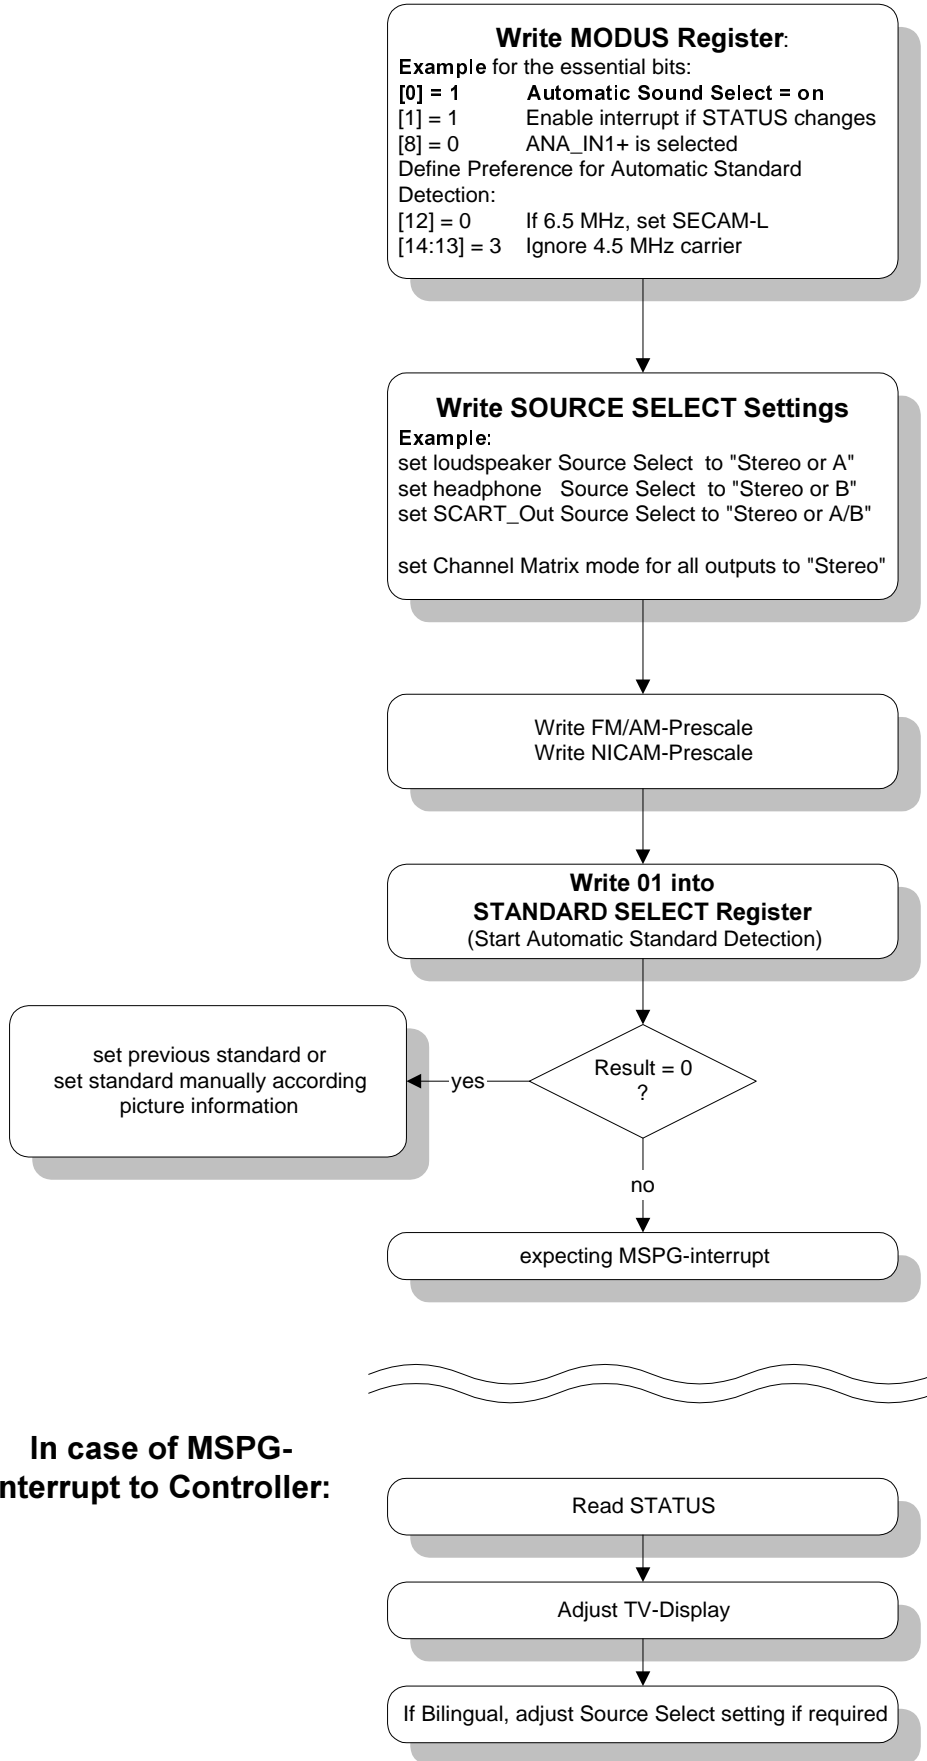 Write MODUS Register:
Example for the essential bits:
[0] = 1 Automatic Sound Select = on
[1] = 1 Enable interrupt if STATUS changes
[8] = 0 ANA_IN1+ is selected
Define Preference for Automatic Standard
Detection:
[12] = 0 If 6.5 MHz, set SECAM-L
[14:13] = 3 Ignore 4.5 MHz carrier
Write SOURCE SELECT Settings
Example:
set loudspeaker Source Select to "Stereo or A"
set headphone Source Select to "Stereo or B"
set SCART_Out Source Select to "Stereo or A/B"
set Channel Matrix mode for all outputs to "Stereo"
Write FM/AM-Prescale
Write NICAM-Prescale
Write 01 into
STANDARD SELECT Register
(Start Automatic Standard Detection)
set previous standard or
set standard manually according
picture information
yes
Result = 0
?
no
expecting MSPG-interrupt
In case of MSPG-
nterrupt to Controller:
Read STATUS
Adjust TV-Display
If Bilingual, adjust Source Select setting if required